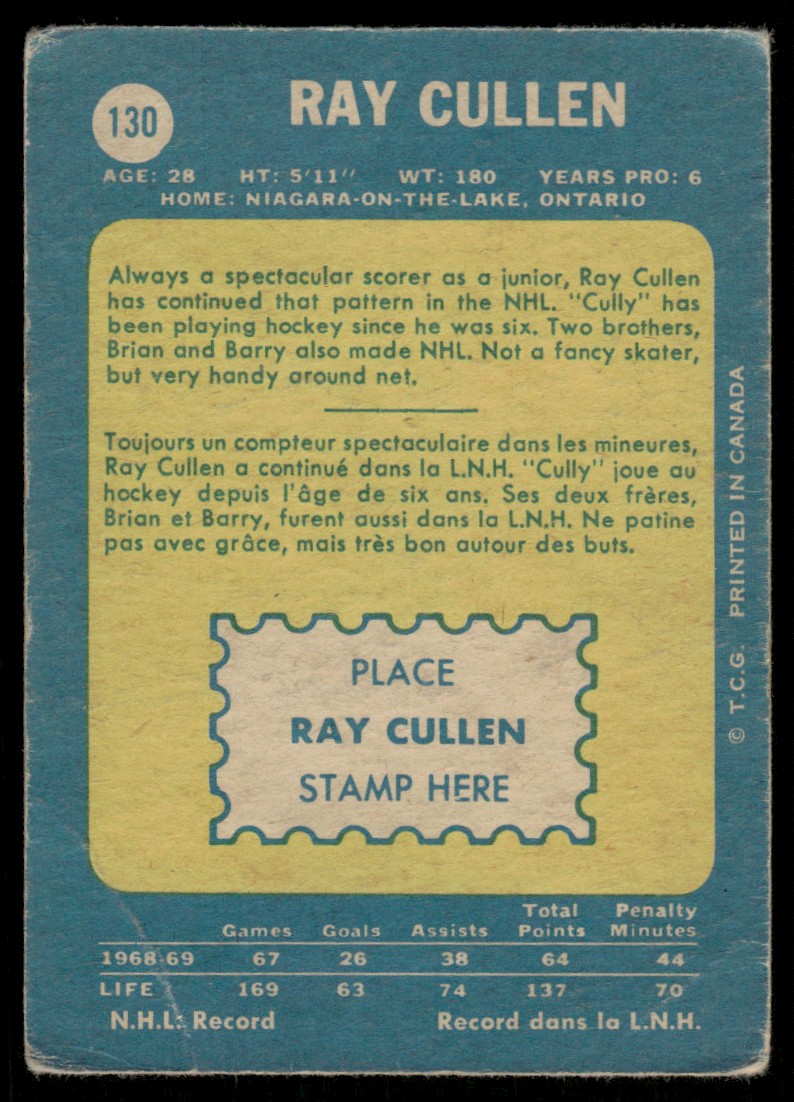 130
RAY CULLEN
AGE: 28 HT: 5'11" WT: 180 YEARS PRO: 6
HOME: NIAGARA-ON-THE-LAKE, ONTARIO
Always a spectacular scorer as a junior, Ray Cullen
has continued that pattern in the NHL. "Cully" has
been playing hockey since he was six. Two brothers,
Brian and Barry also made NHL. Not a fancy skater,
but very handy around net.
Toujours un compteur spectaculaire dans les mineures,
Ray Cullen a continué dans la L.N.H. "Cully" joue au
hockey depuis l'âge de six ans. Ses deux frères,
Brian et Barry, furent aussi dans la L.N.H. Ne patine
pas avec grâce, mais très bon autour des buts.
PLACE
RAY CULLEN
STAMP HERE
© T.C.G. PRINTED IN CANADA
Games Goals Assists Total Points Penalty Minutes
1968-69 67 26 38 64 44
LIFE 169 63 74 137 70
N.H.L. Record Record dans la L.N.H.